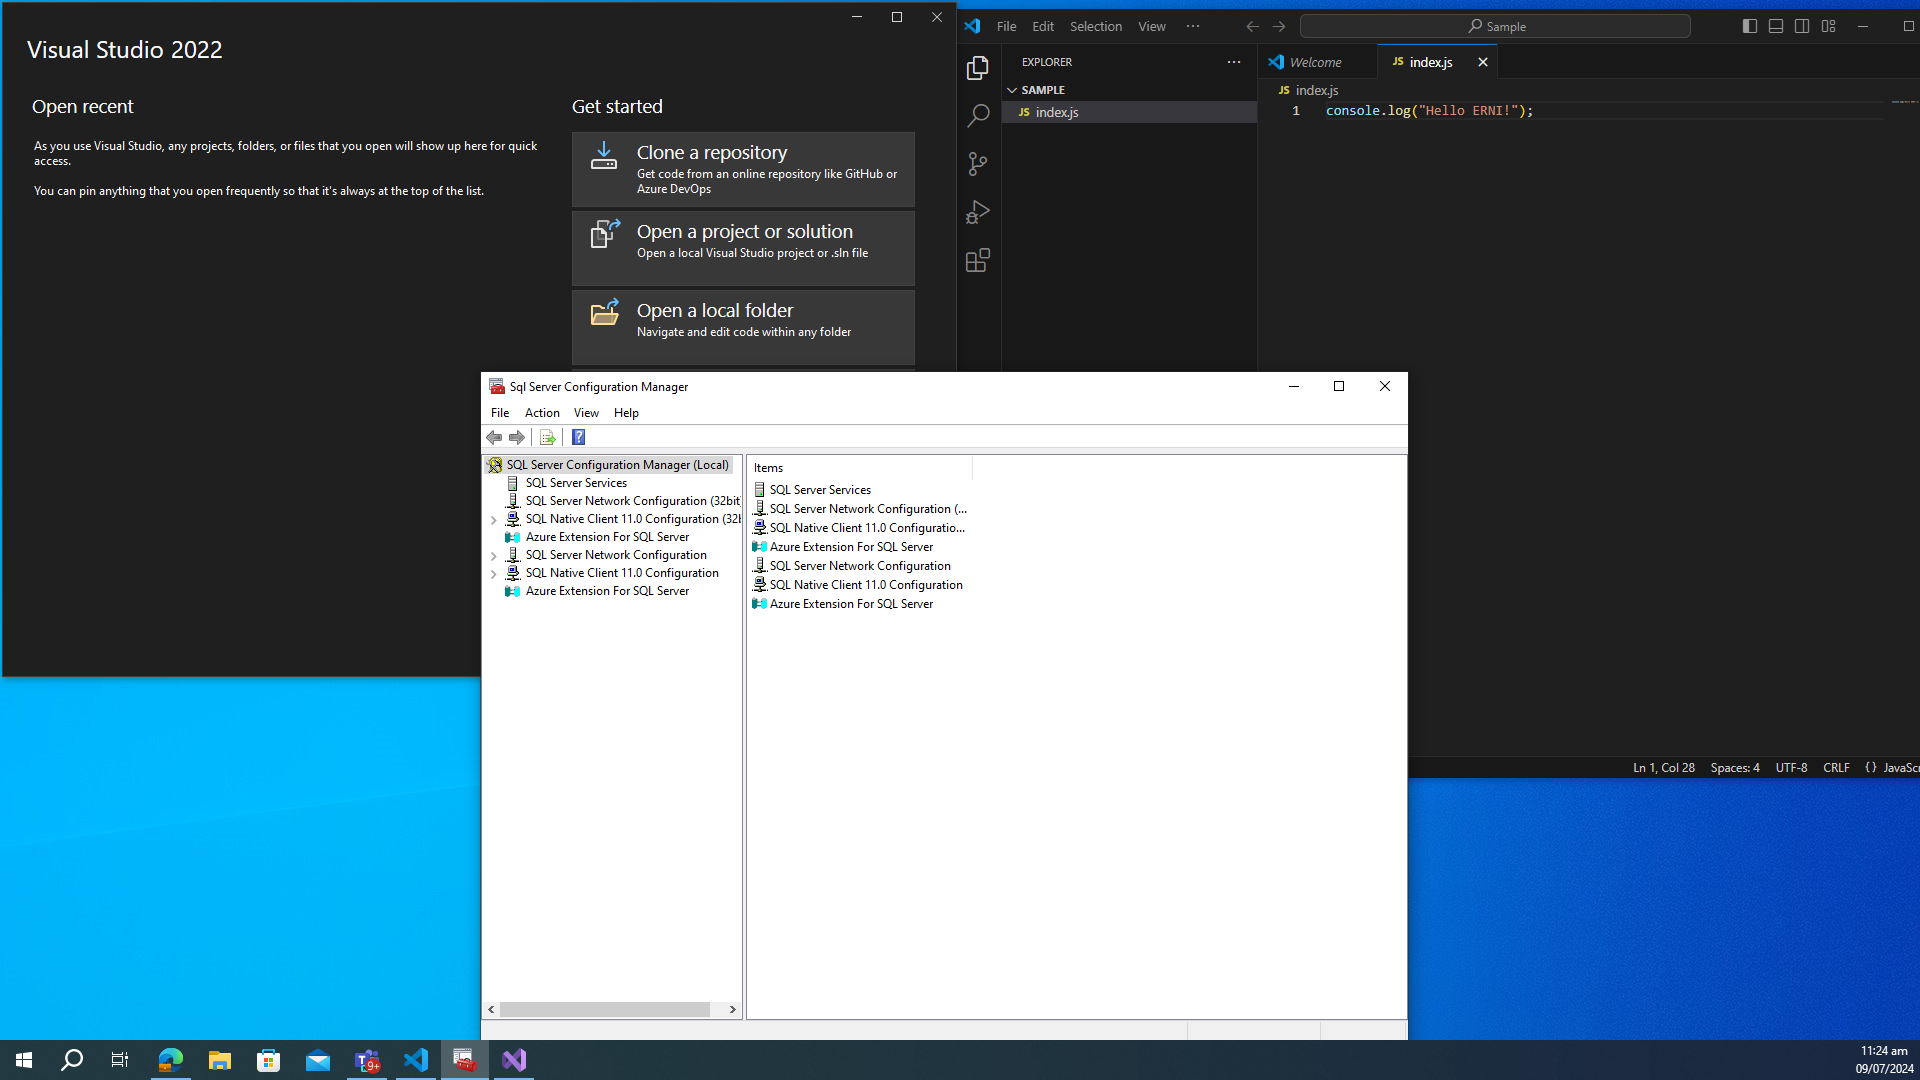 Visual Studio 2022
Open recent
As you use Visual Studio, any projects, folders, or files that you open will show up here for quick
access.
You can pin anything that you open frequently so that it's always at the top of the list.
Get started
Clone a repository
Get code from an online repository like GitHub or
Azure DevOps
Open a project or solution
Open a local Visual Studio project or .sln file
Open a local folder
Navigate and edit code within any folder
File Edit Selection View ···
Sample
EXPLORER ···
SAMPLE
JS index.js
Welcome
JS index.js
JS index.js
1 console.log("Hello ERNI!");
Ln 1, Col 28 Spaces: 4 UTF-8 CRLF {} JavaScr
Sql Server Configuration Manager
File Action View Help
SQL Server Configuration Manager (Local)
SQL Server Services
SQL Server Network Configuration (32bit
SQL Native Client 11.0 Configuration (32b
Azure Extension For SQL Server
SQL Server Network Configuration
SQL Native Client 11.0 Configuration
Azure Extension For SQL Server
Items
SQL Server Services
SQL Server Network Configuration (...
SQL Native Client 11.0 Configuratio...
Azure Extension For SQL Server
SQL Server Network Configuration
SQL Native Client 11.0 Configuration
Azure Extension For SQL Server
9+
11:24 am
09/07/2024